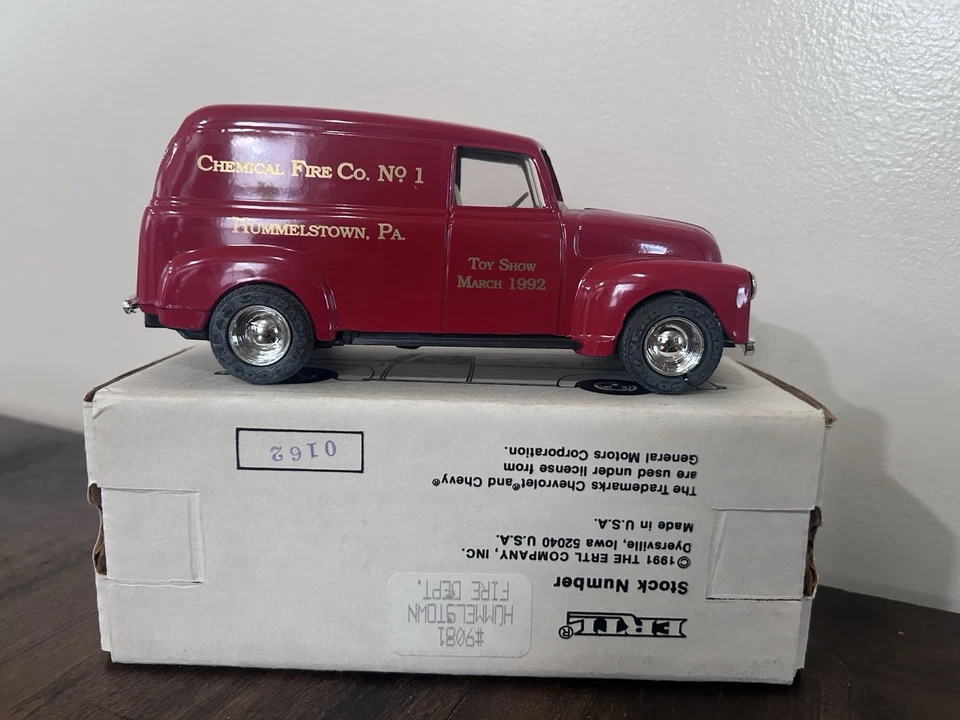 CHEMICAL FIRE CO. NO 1
HUMMELSTOWN, PA.
TOY SHOW
MARCH 1992
0162
The Trademarks Chevrolet® and Chevy®
are used under license from
General Motors Corporation.
©1991 THE ERTL COMPANY, INC.
Dyersville, Iowa 52040 U.S.A.
Made in U.S.A.
Stock Number
ERTL®
#9081
HUMMELSTOWN
FIRE DEPT.